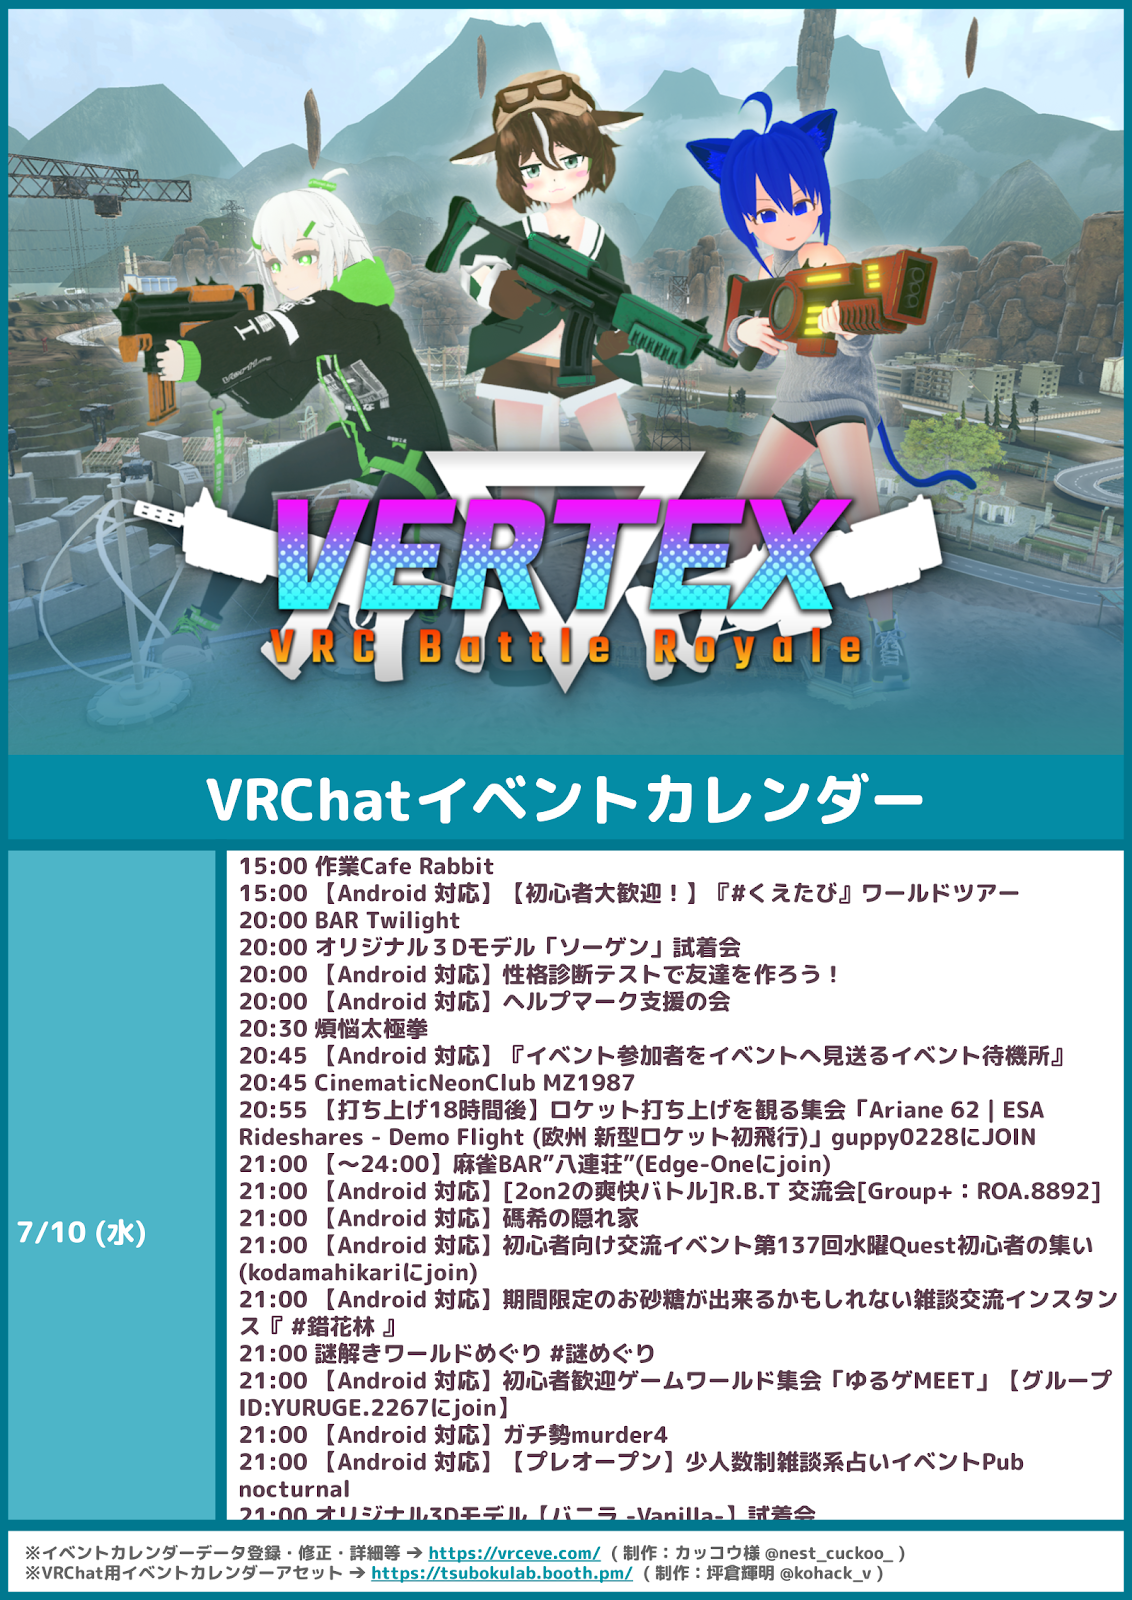 VERTEX
VRC Battle Royale
VRChatイベントカレンダー
7/10 (水)
15:00 作業Cafe Rabbit
15:00 【Android 対応】【初心者大歓迎！】『#くえたび』ワールドツアー
20:00 BAR Twilight
20:00 オリジナル３Dモデル「ソーゲン」試着会
20:00 【Android 対応】性格診断テストで友達を作ろう！
20:00 【Android 対応】ヘルプマーク支援の会
20:30 煩悩太極拳
20:45 【Android 対応】『イベント参加者をイベントへ見送るイベント待機所』
20:45 CinematicNeonClub MZ1987
20:55 【打ち上げ18時間後】ロケット打ち上げを観る集会「Ariane 62 | ESA
Rideshares - Demo Flight (欧州 新型ロケット初飛行)」guppy0228にJOIN
21:00 【～24:00】麻雀BAR”八連荘”(Edge-Oneにjoin)
21:00 【Android 対応】[2on2の爽快バトル]R.B.T 交流会[Group+：ROA.8892]
21:00 【Android 対応】碼希の隠れ家
21:00 【Android 対応】初心者向け交流イベント第137回水曜Quest初心者の集い
(kodamahikariにjoin)
21:00 【Android 対応】期間限定のお砂糖が出来るかもしれない雑談交流インスタン
ス『 #錯花林 』
21:00 謎解きワールドめぐり #謎めぐり
21:00 【Android 対応】初心者歓迎ゲームワールド集会「ゆるゲMEET」【グループ
ID:YURUGE.2267にjoin】
21:00 【Android 対応】ガチ勢murder4
21:00 【Android 対応】【プレオープン】少人数制雑談系占いイベントPub
nocturnal
21:00 オリジナル3Dモデル【バニラ -Vanilla-】試着会
※イベントカレンダーデータ登録・修正・詳細等 → https://vrceve.com/ ( 制作：カッコウ様 @nest_cuckoo_ )
※VRChat用イベントカレンダーアセット → https://tsubokulab.booth.pm/ ( 制作：坪倉輝明 @kohack_v )